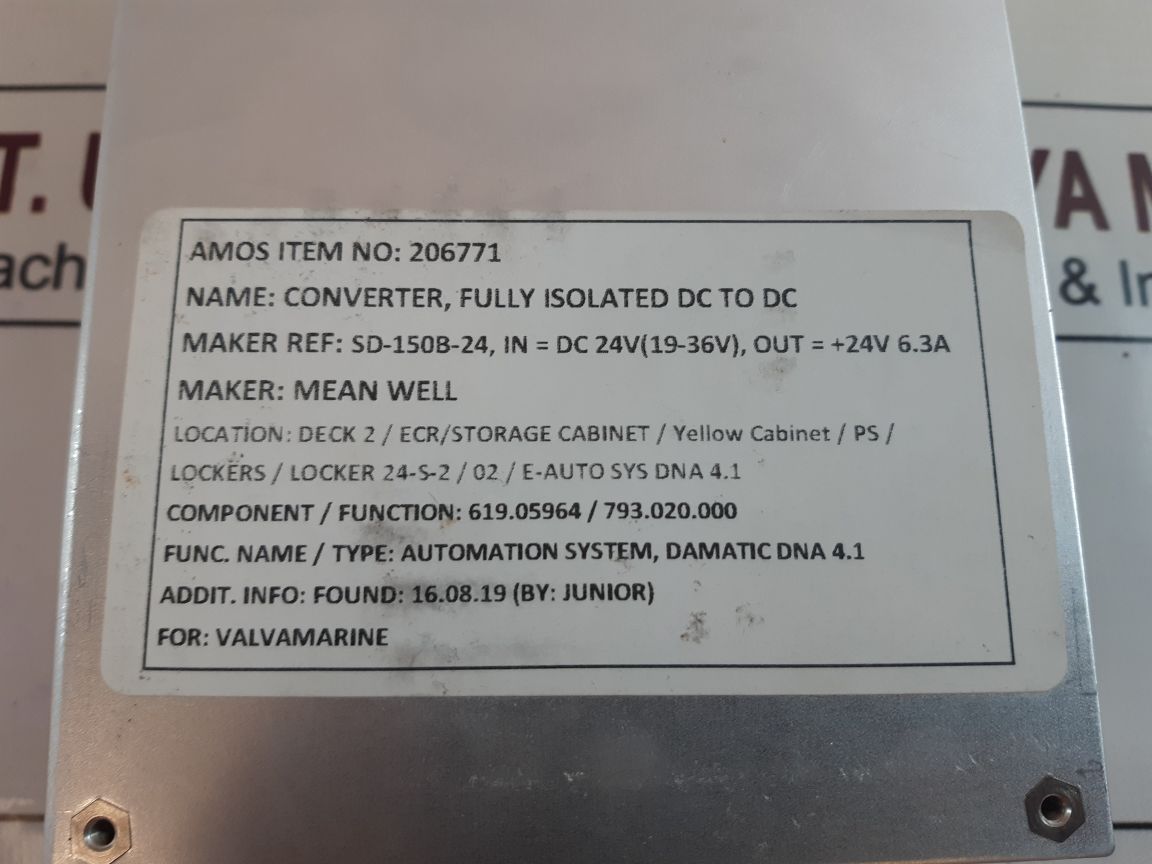 T. U
YA M
ach
& In
AMOS ITEM NO: 206771
NAME: CONVERTER, FULLY ISOLATED DC TO DC
MAKER REF: SD-150B-24, IN = DC 24V(19-36V), OUT = +24V 6.3A
MAKER: MEAN WELL
LOCATION: DECK 2 / ECR/STORAGE CABINET / Yellow Cabinet / PS /
LOCKERS / LOCKER 24-S-2 / 02 / E-AUTO SYS DNA 4.1
COMPONENT / FUNCTION: 619.05964 / 793.020.000
FUNC. NAME / TYPE: AUTOMATION SYSTEM, DAMATIC DNA 4.1
ADDIT. INFO: FOUND: 16.08.19 (BY: JUNIOR)
FOR: VALVAMARINE